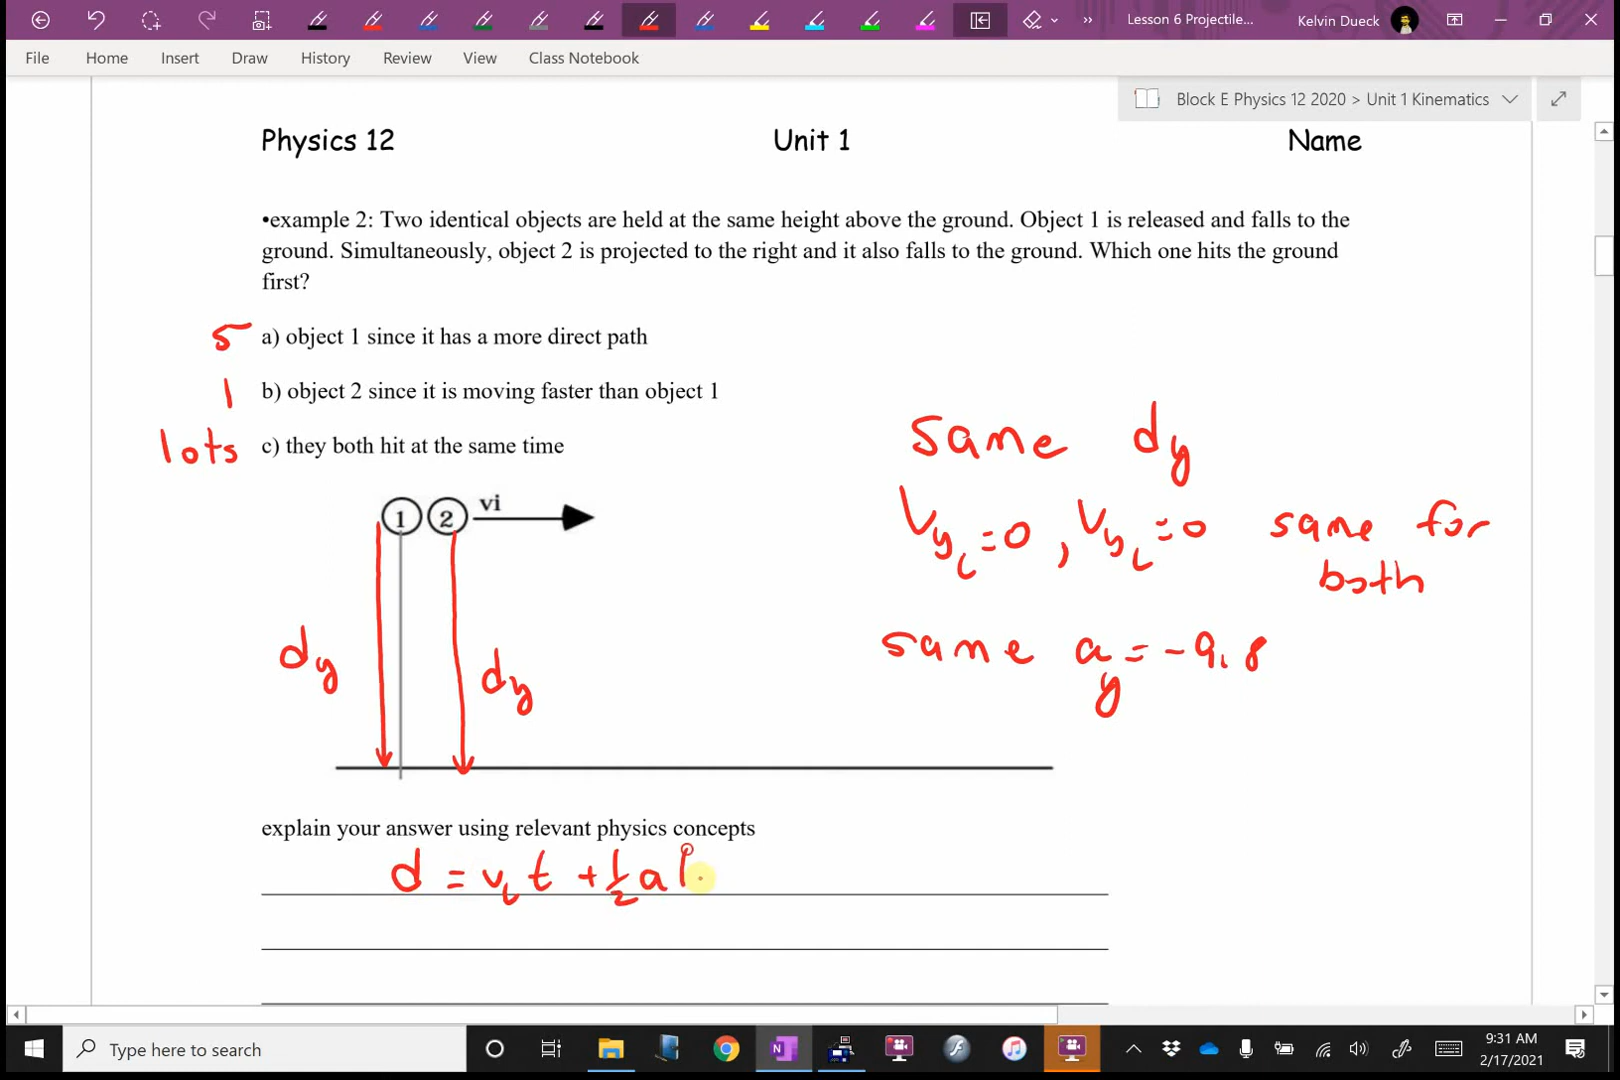 Lesson 6 Projectile...
Kelvin Dueck
File Home Insert Draw History Review View Class Notebook
Block E Physics 12 2020 > Unit 1 Kinematics
Physics 12 Unit 1 Name
•example 2: Two identical objects are held at the same height above the ground. Object 1 is released and falls to the
ground. Simultaneously, object 2 is projected to the right and it also falls to the ground. Which one hits the ground
first?
5 a) object 1 since it has a more direct path
1 b) object 2 since it is moving faster than object 1
lots c) they both hit at the same time
same dy
1 2 vi
Vyi = 0 , Vyi = 0 same for
both
dy dy
same ay = -9.8
explain your answer using relevant physics concepts
d = vi t + 1/2 a
Type here to search
9:31 AM
2/17/2021